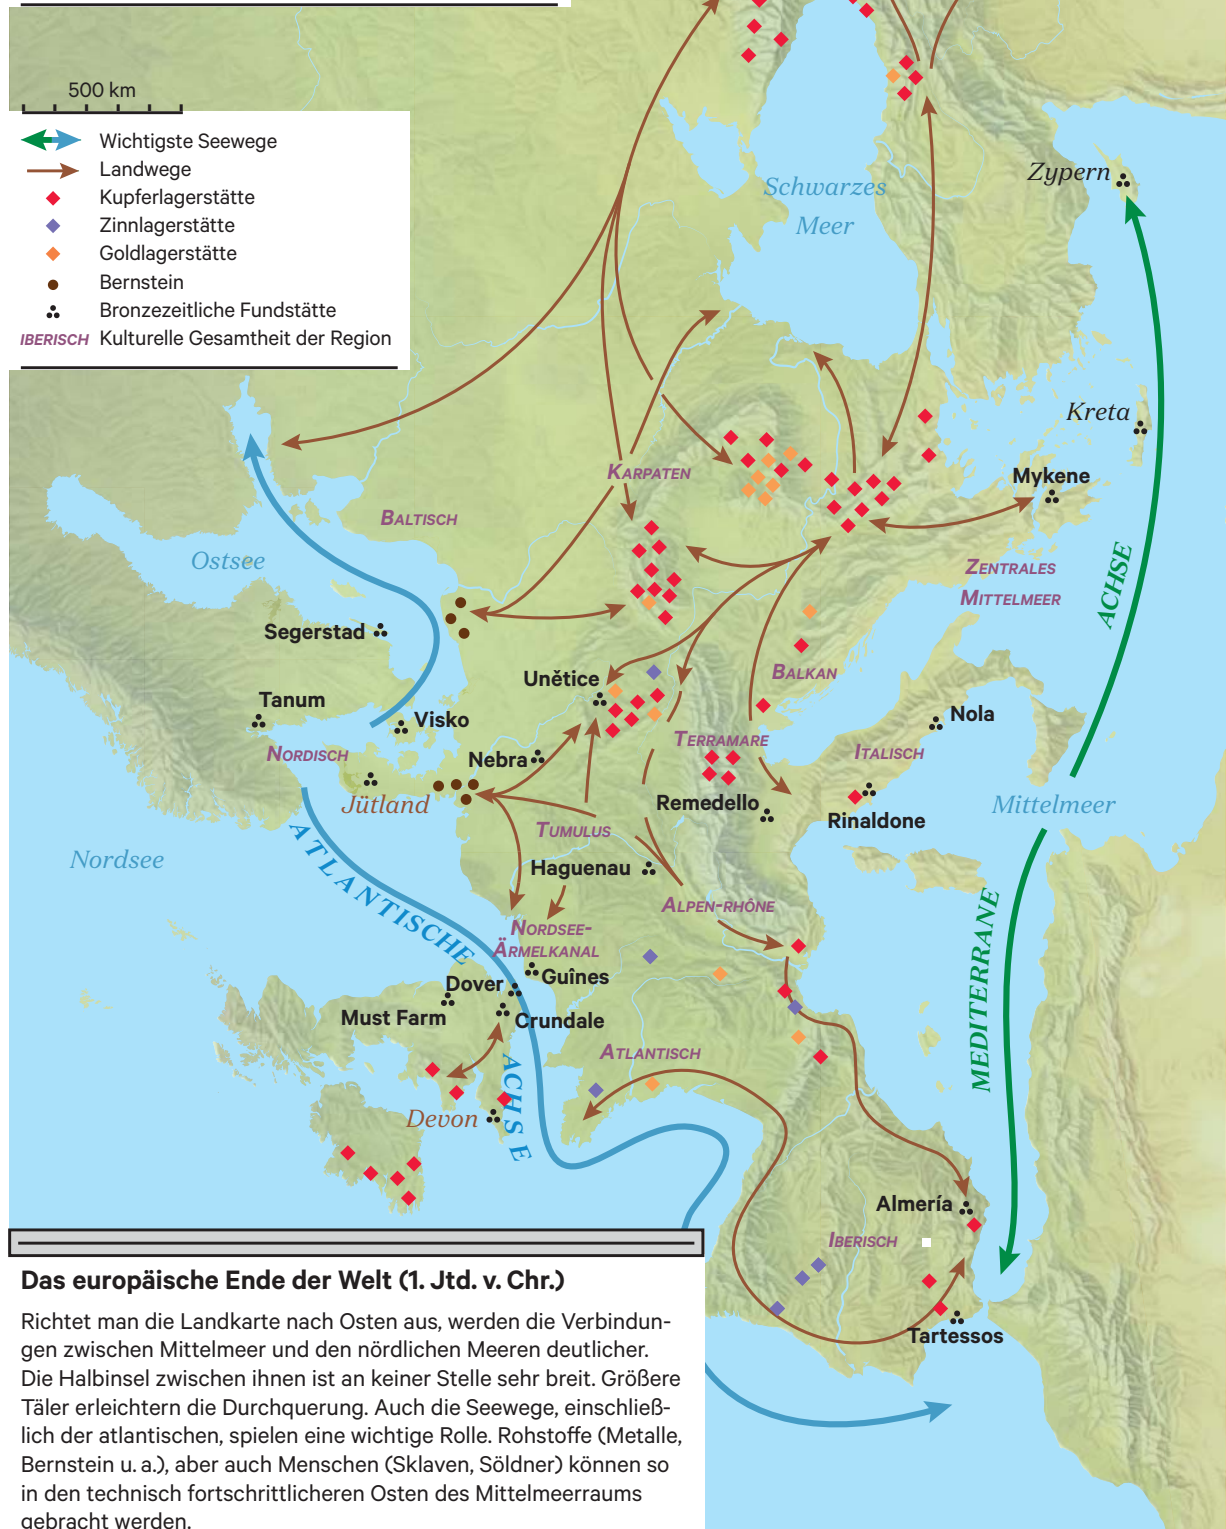 500 km
Wichtigste Seewege
Landwege
Kupferlagerstätte
Zinnlagerstätte
Goldlagerstätte
Bernstein
Bronzezeitliche Fundstätte
IBERISCH Kulturelle Gesamtheit der Region
Zypern
Schwarzes
Meer
Kreta
Mykene
KARPATEN
BALTISCH
Ostsee
ZENTRALES
MITTELMEER
ACHSE
Segerstad
BALKAN
Unětice
Tanum
Visko
Nola
NORDISCH
TERRAMARE
ITALISCH
Nebra
Jütland
Remedello
Rinaldone
Mittelmeer
TUMULUS
Nordsee
ATLANTISCHE
Haguenau
ALPEN-RHÔNE
NORDSEE-
ÄRMELKANAL
MEDITERRANE
Guînes
Dover
Must Farm
Crundale
ATLANTISCH
ACHSE
Devon
Almería
IBERISCH
Tartessos
Das europäische Ende der Welt (1. Jtd. v. Chr.)
Richtet man die Landkarte nach Osten aus, werden die Verbindun-
gen zwischen Mittelmeer und den nördlichen Meeren deutlicher.
Die Halbinsel zwischen ihnen ist an keiner Stelle sehr breit. Größere
Täler erleichtern die Durchquerung. Auch die Seewege, einschließ-
lich der atlantischen, spielen eine wichtige Rolle. Rohstoffe (Metalle,
Bernstein u. a.), aber auch Menschen (Sklaven, Söldner) können so
in den technisch fortschrittlicheren Osten des Mittelmeerraums
gebracht werden.